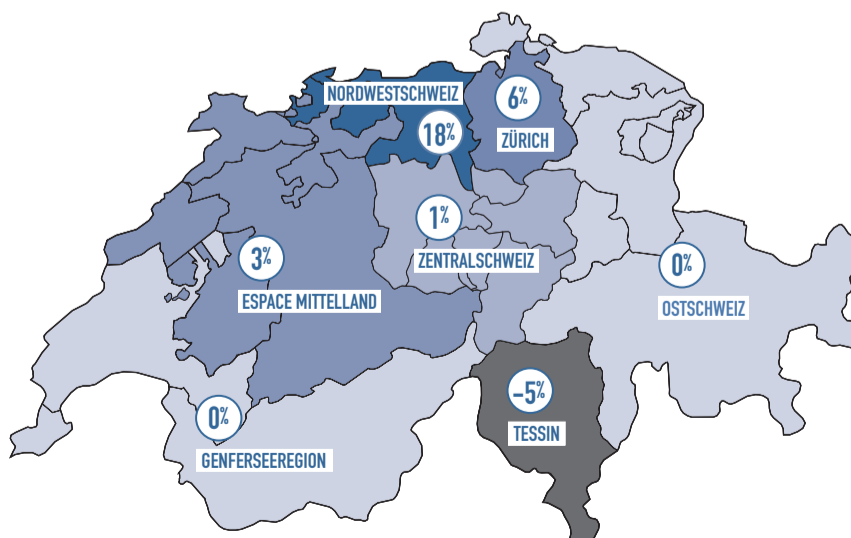 NORDWESTSCHWEIZ
18%
6%
ZÜRICH
1%
ZENTRALSCHWEIZ
3%
ESPACE MITTELLAND
0%
OSTSCHWEIZ
–5%
TESSIN
0%
GENFERSEEREGION